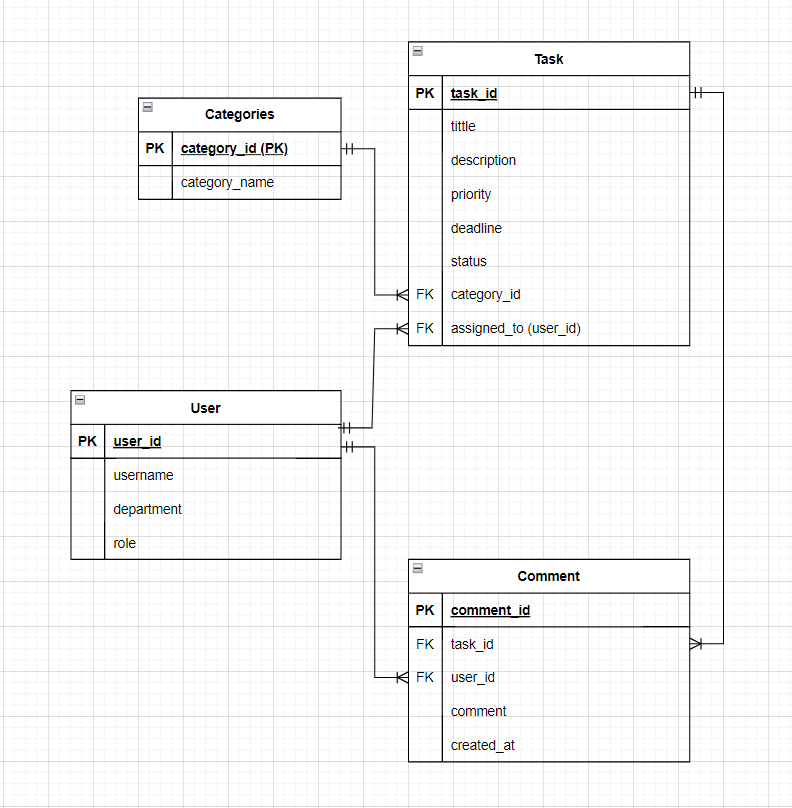 Task
PK task_id
tittle
description
priority
deadline
status
FK category_id
FK assigned_to (user_id)
Categories
PK category_id (PK)
category_name
User
PK user_id
username
department
role
Comment
PK comment_id
FK task_id
FK user_id
comment
created_at